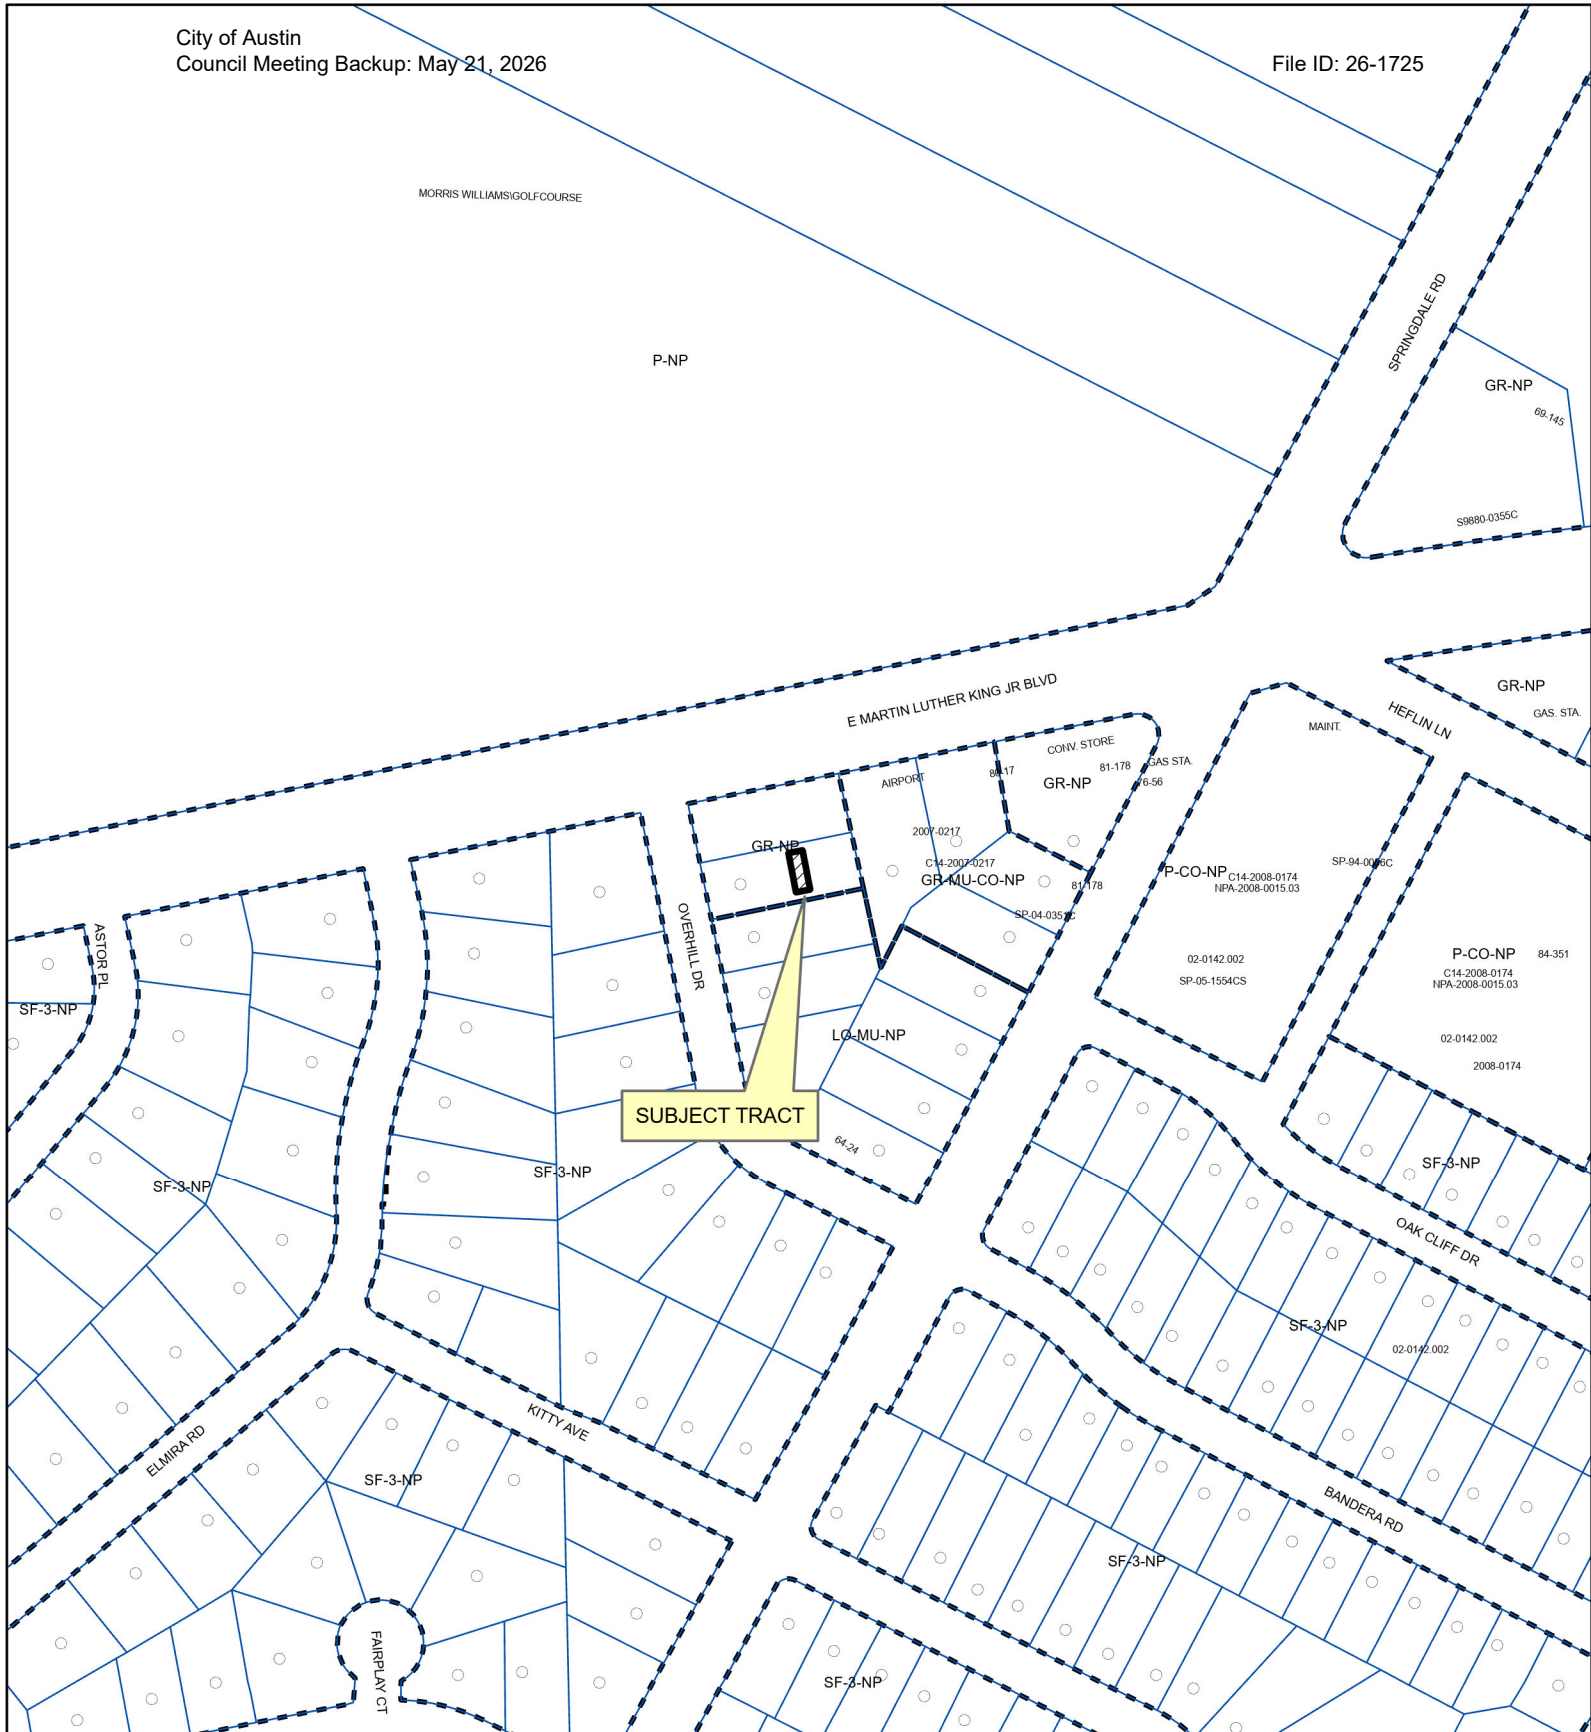 City of Austin
Council Meeting Backup: May 21, 2026
File ID: 26-1725
MORRIS WILLIAMS\GOLFCOURSE
P-NP
SPRINGDALE RD
GR-NP
69-145
S9880-0355C
E MARTIN LUTHER KING JR BLVD
GR-NP
GAS. STA.
HEFLIN LN
MAINT.
CONV. STORE
GAS STA.
81-178
76-56
GR-NP
AIRPORT
2007-0217
GR-NP
C14-2007-0217
GR-MU-CO-NP
81-178
P-CO-NP
C14-2008-0174
NPA-2008-0015.03
OVERHILL DR
ASTOR PL
02-0142.002
SP-05-1554CS
P-CO-NP
84-351
C14-2008-0174
NPA-2008-0015.03
SF-3-NP
LO-MU-NP
02-0142.002
2008-0174
SUBJECT TRACT
64-24
SF-3-NP
SF-3-NP
SF-3-NP
OAK CLIFF DR
SF-3-NP
02-0142.002
KITTY AVE
ELMIRA RD
SF-3-NP
BANDERA RD
SF-3-NP
FAIRPLAY CT
SF-3-NP